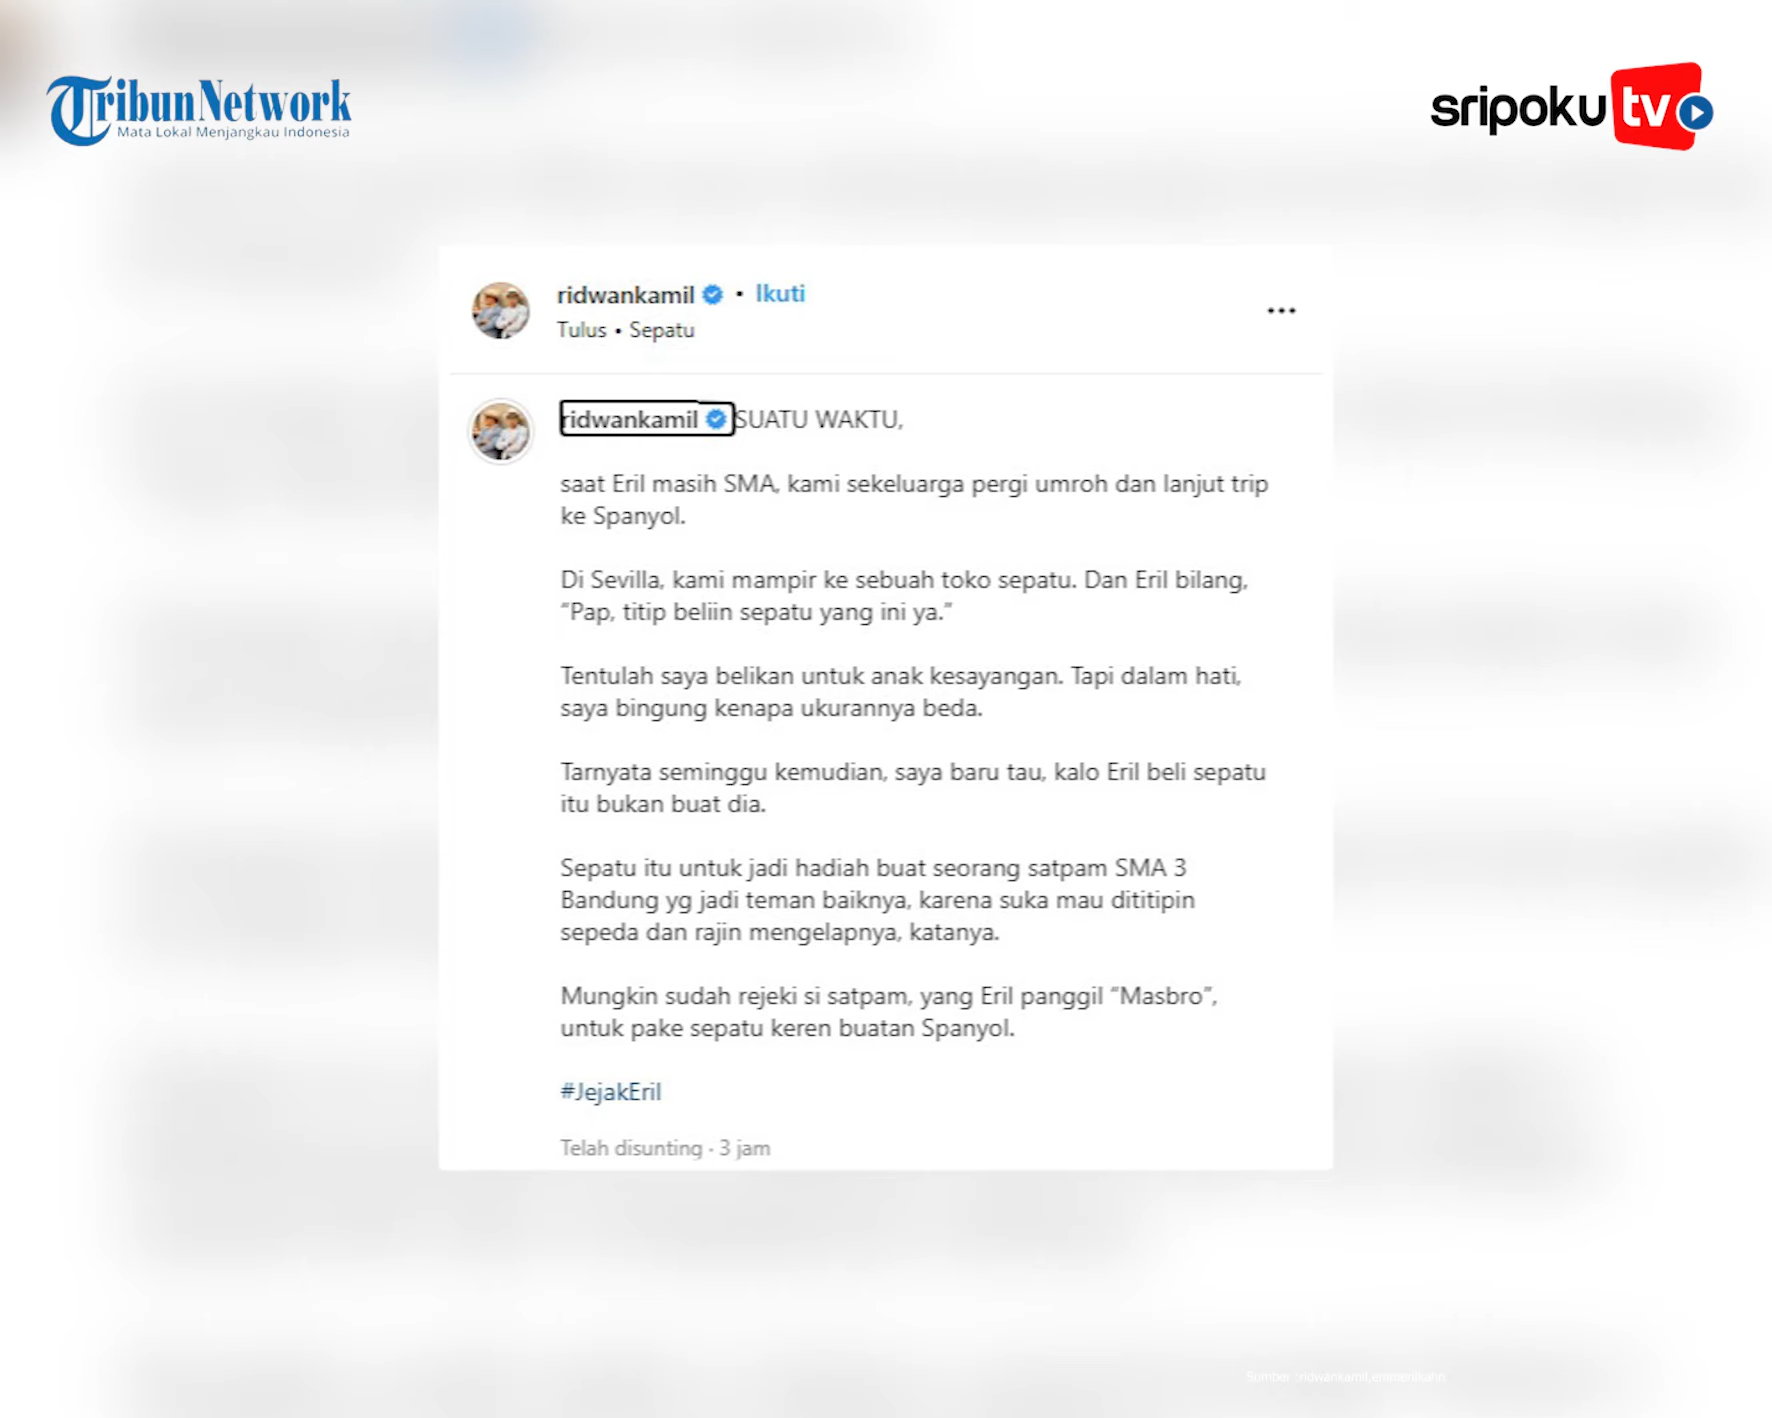 TribunNetwork
Mata Lokal Menjangkau Indonesia
sripoku tv
ridwankamil • Ikuti
Tulus • Sepatu
ridwankamil SUATU WAKTU,
saat Eril masih SMA, kami sekeluarga pergi umroh dan lanjut trip
ke Spanyol.
Di Sevilla, kami mampir ke sebuah toko sepatu. Dan Eril bilang,
“Pap, titip beliin sepatu yang ini ya.”
Tentulah saya belikan untuk anak kesayangan. Tapi dalam hati,
saya bingung kenapa ukurannya beda.
Tarnyata seminggu kemudian, saya baru tau, kalo Eril beli sepatu
itu bukan buat dia.
Sepatu itu untuk jadi hadiah buat seorang satpam SMA 3
Bandung yg jadi teman baiknya, karena suka mau dititipin
sepeda dan rajin mengelapnya, katanya.
Mungkin sudah rejeki si satpam, yang Eril panggil “Masbro”,
untuk pake sepatu keren buatan Spanyol.
#JejakEril
Telah disunting · 3 jam
Sumber :ridwankamil,emmerilkahn